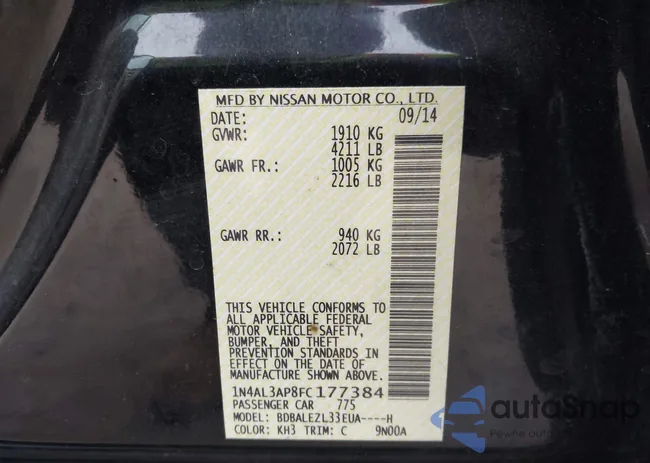 MFD BY NISSAN MOTOR CO., LTD.
DATE: 09/14
GVWR: 1910 KG
4211 LB
GAWR FR.: 1005 KG
2216 LB
GAWR RR.: 940 KG
2072 LB
THIS VEHICLE CONFORMS TO
ALL APPLICABLE FEDERAL
MOTOR VEHICLE SAFETY,
BUMPER, AND THEFT
PREVENTION STANDARDS IN
EFFECT ON THE DATE OF
MANUFACTURE SHOWN ABOVE.
1N4AL3AP8FC177384
PASSENGER CAR 775
MODEL: BDBALEZL33EUA----H
COLOR: KH3 TRIM: C 9N00A
autoSnap
Pewne auto